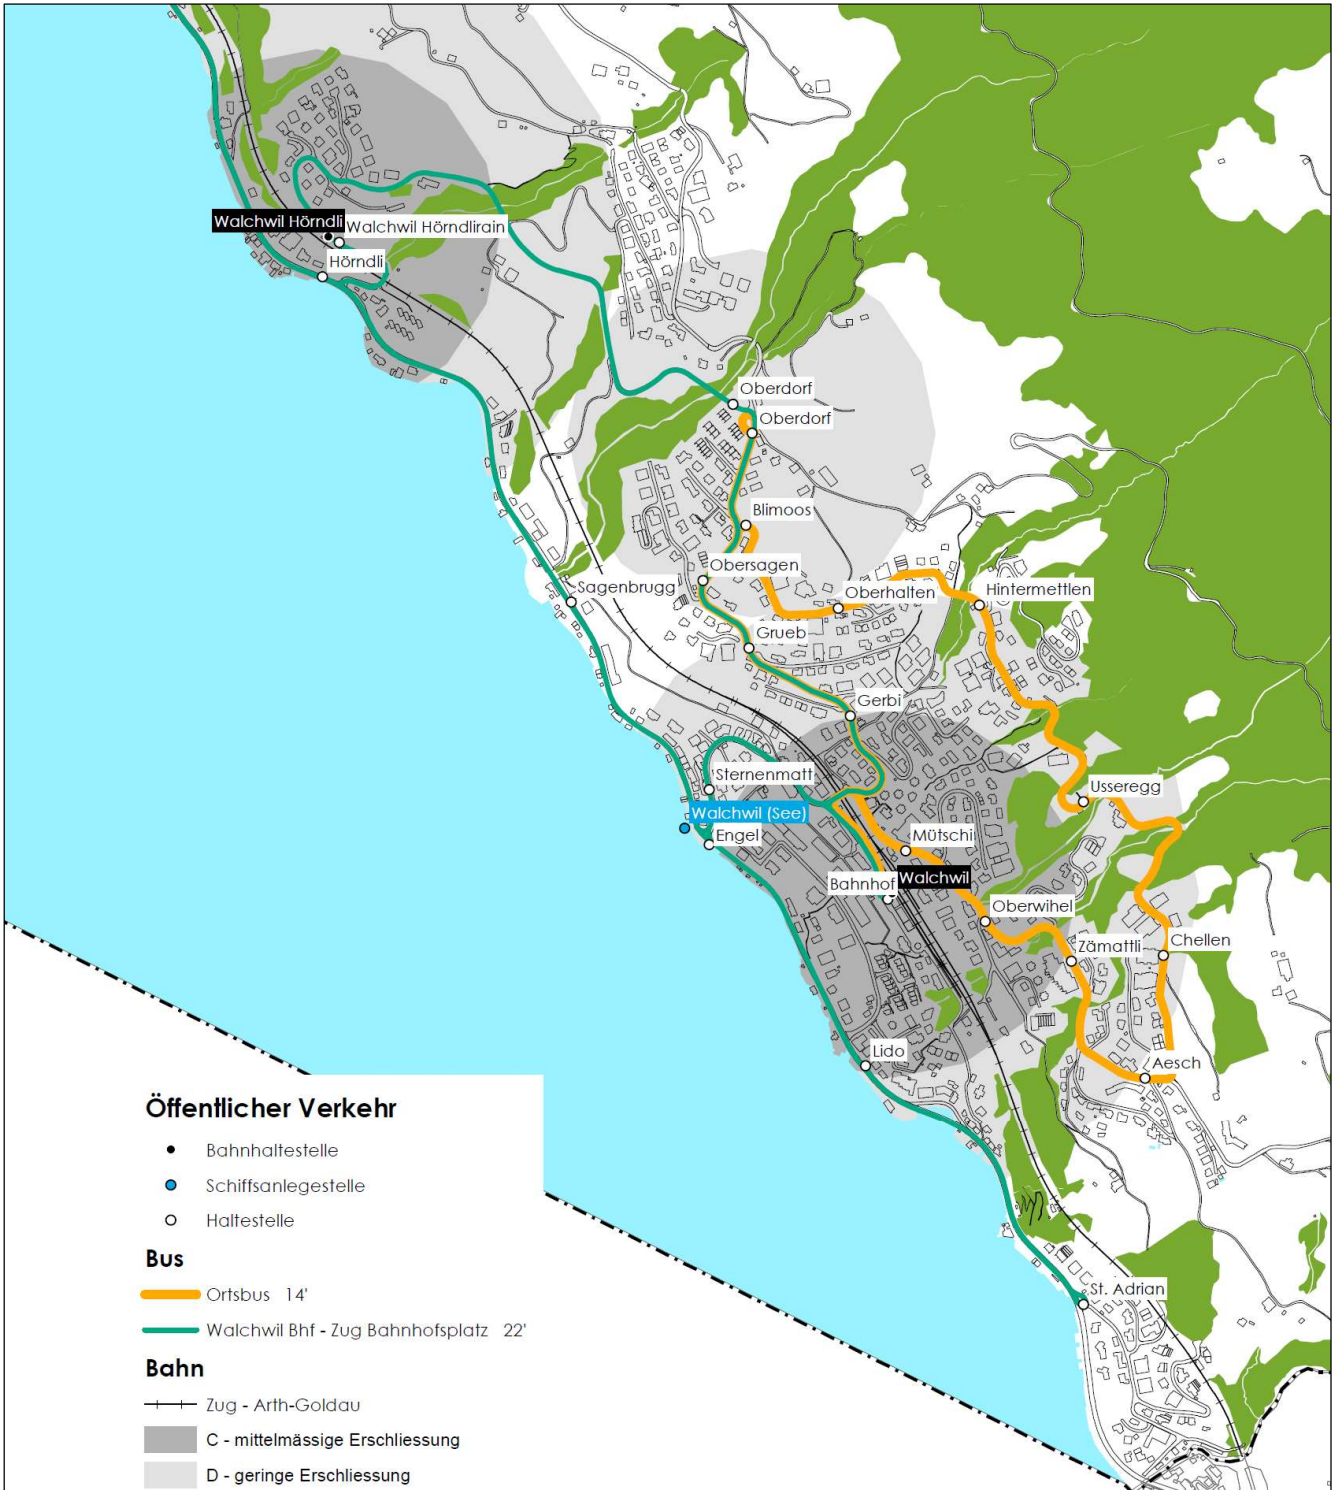 Walchwil Hörndli
Walchwil Hörndlirain
Hörndli
Oberdorf
Oberdorf
Blimoos
Obersagen
Sagenbrugg
Oberhalten
Hintermettlen
Grueb
Gerbi
Sternenmatt
Usseregg
Walchwil (See)
Engel
Mütschi
Bahnhof
Walchwil
Oberwihel
Zämattli
Chellen
Lido
Aesch
St. Adrian
Öffentlicher Verkehr
Bahnhaltestelle
Schiffsanlegestelle
Haltestelle
Bus
Ortsbus 14'
Walchwil Bhf - Zug Bahnhofsplatz 22'
Bahn
Zug - Arth-Goldau
C - mittelmässige Erschliessung
D - geringe Erschliessung